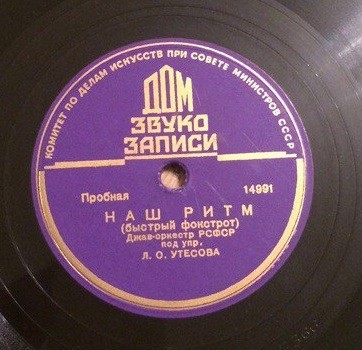 КОМИТЕТ ПО ДЕЛАМ ИСКУССТВ ПРИ СОВЕТЕ МИНИСТРОВ СССР
ДОМ
ЗВУКО
ЗАПИСИ
Пробная 14991
НАШ РИТМ
(быстрый фокстрот)
Джаз-оркестр РСФСР
под упр.
Л. О. УТЕСОВА